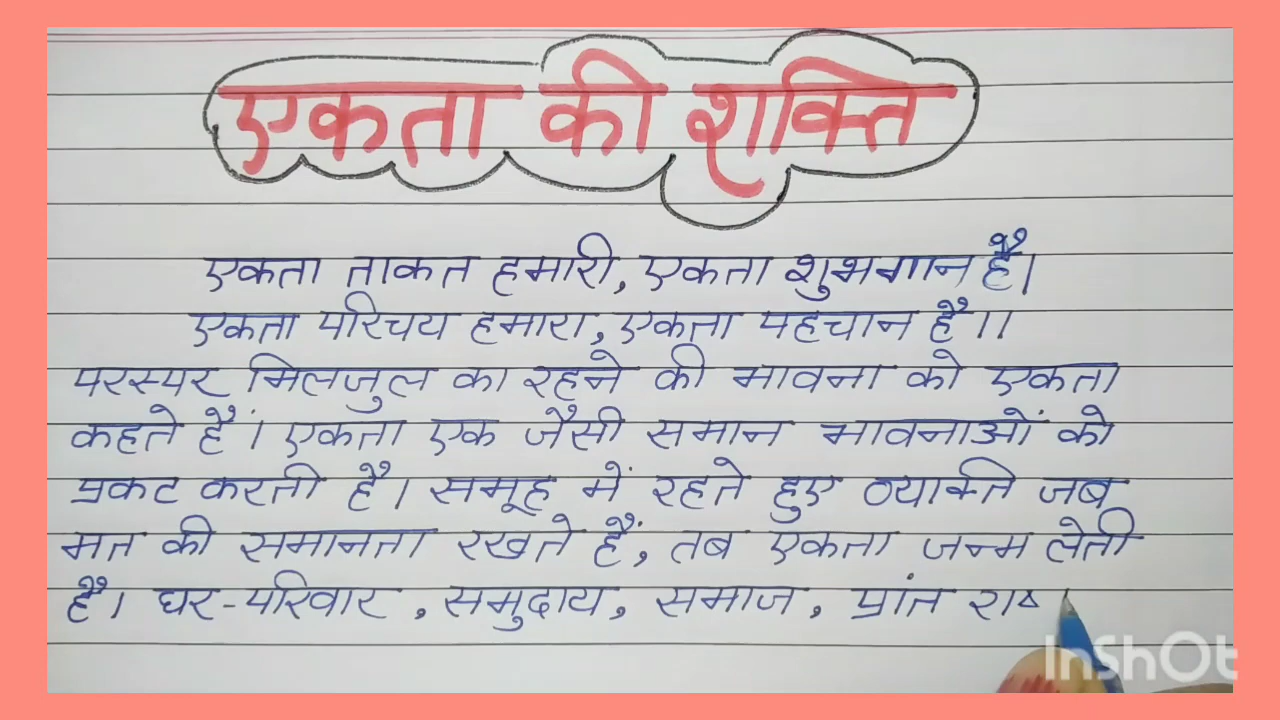 एकता की शक्ति
एकता ताकत हमारी, एकता शुभगान है।
एकता परिचय हमारा, एकता पहचान है।।
परस्पर मिलजुल का रहने की भावना को एकता
कहते हैं। एकता एक जैसी समान भावनाओं को
प्रकट करती है। समूह में रहते हुए व्यक्ति जब
मत की समानता रखते हैं, तब एकता जन्म लेती
है। घर-परिवार, समुदाय, समाज, प्रांत राष
InShOt